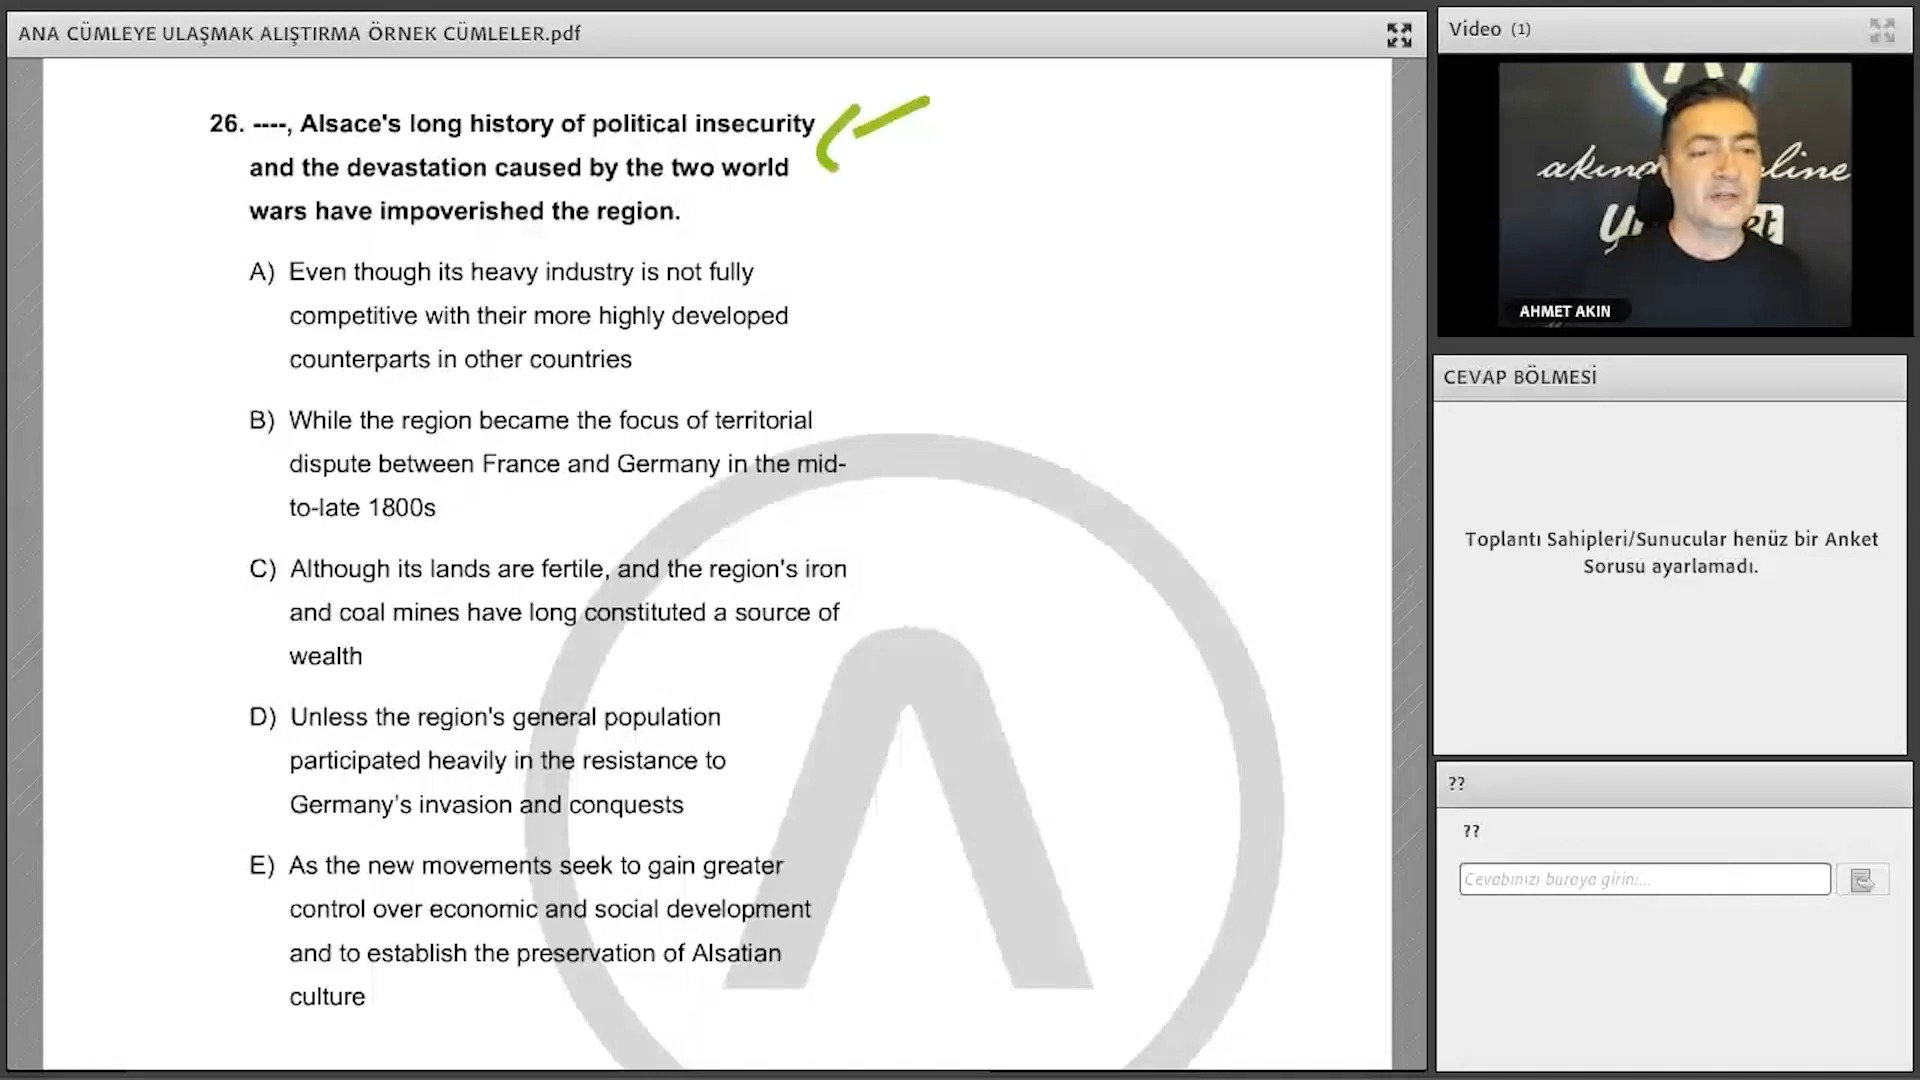 ANA CÜMLEYE ULAŞMAK ALIŞTIRMA ÖRNEK CÜMLELER.pdf
26. ----, Alsace's long history of political insecurity
and the devastation caused by the two world
wars have impoverished the region.
A) Even though its heavy industry is not fully
competitive with their more highly developed
counterparts in other countries
B) While the region became the focus of territorial
dispute between France and Germany in the mid-
to-late 1800s
C) Although its lands are fertile, and the region's iron
and coal mines have long constituted a source of
wealth
D) Unless the region's general population
participated heavily in the resistance to
Germany’s invasion and conquests
E) As the new movements seek to gain greater
control over economic and social development
and to establish the preservation of Alsatian
culture
Video (1)
AHMET AKIN
CEVAP BÖLMESİ
Toplantı Sahipleri/Sunucular henüz bir Anket
Sorusu ayarlamadı.
??
??
Cevabınızı buraya girin:...